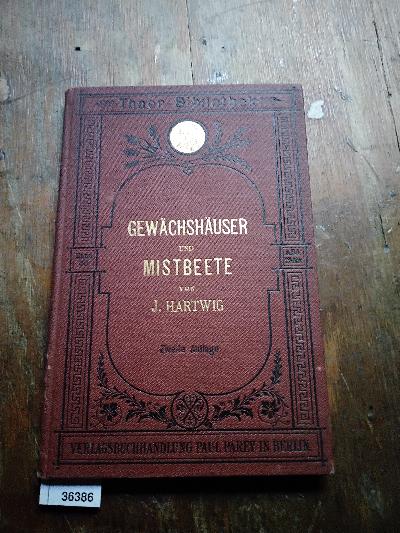 Thaer-Bibliothek
GEWÄCHSHÄUSER
UND
MISTBEETE
VON
J. HARTWIG
Zweite Auflage
VERLAGSBUCHHANDLUNG PAUL PAREY IN BERLIN.
36386